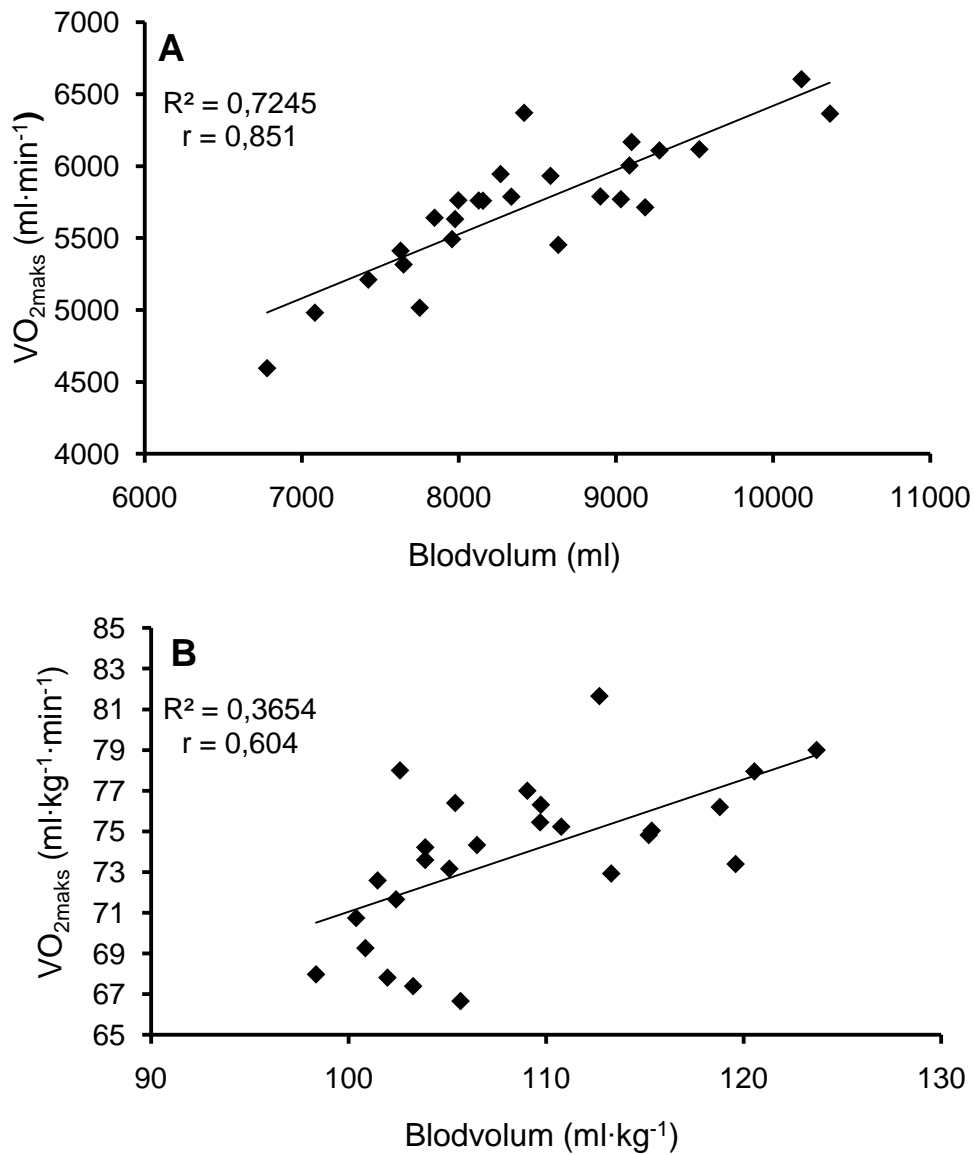 A
R² = 0,7245
r = 0,851
VO₂maks (ml·min⁻¹)
7000
6500
6000
5500
5000
4500
4000
6000 7000 8000 9000 10000 11000
Blodvolum (ml)
B
R² = 0,3654
r = 0,604
VO₂maks (ml·kg⁻¹·min⁻¹)
85
83
81
79
77
75
73
71
69
67
65
90 100 110 120 130
Blodvolum (ml·kg⁻¹)